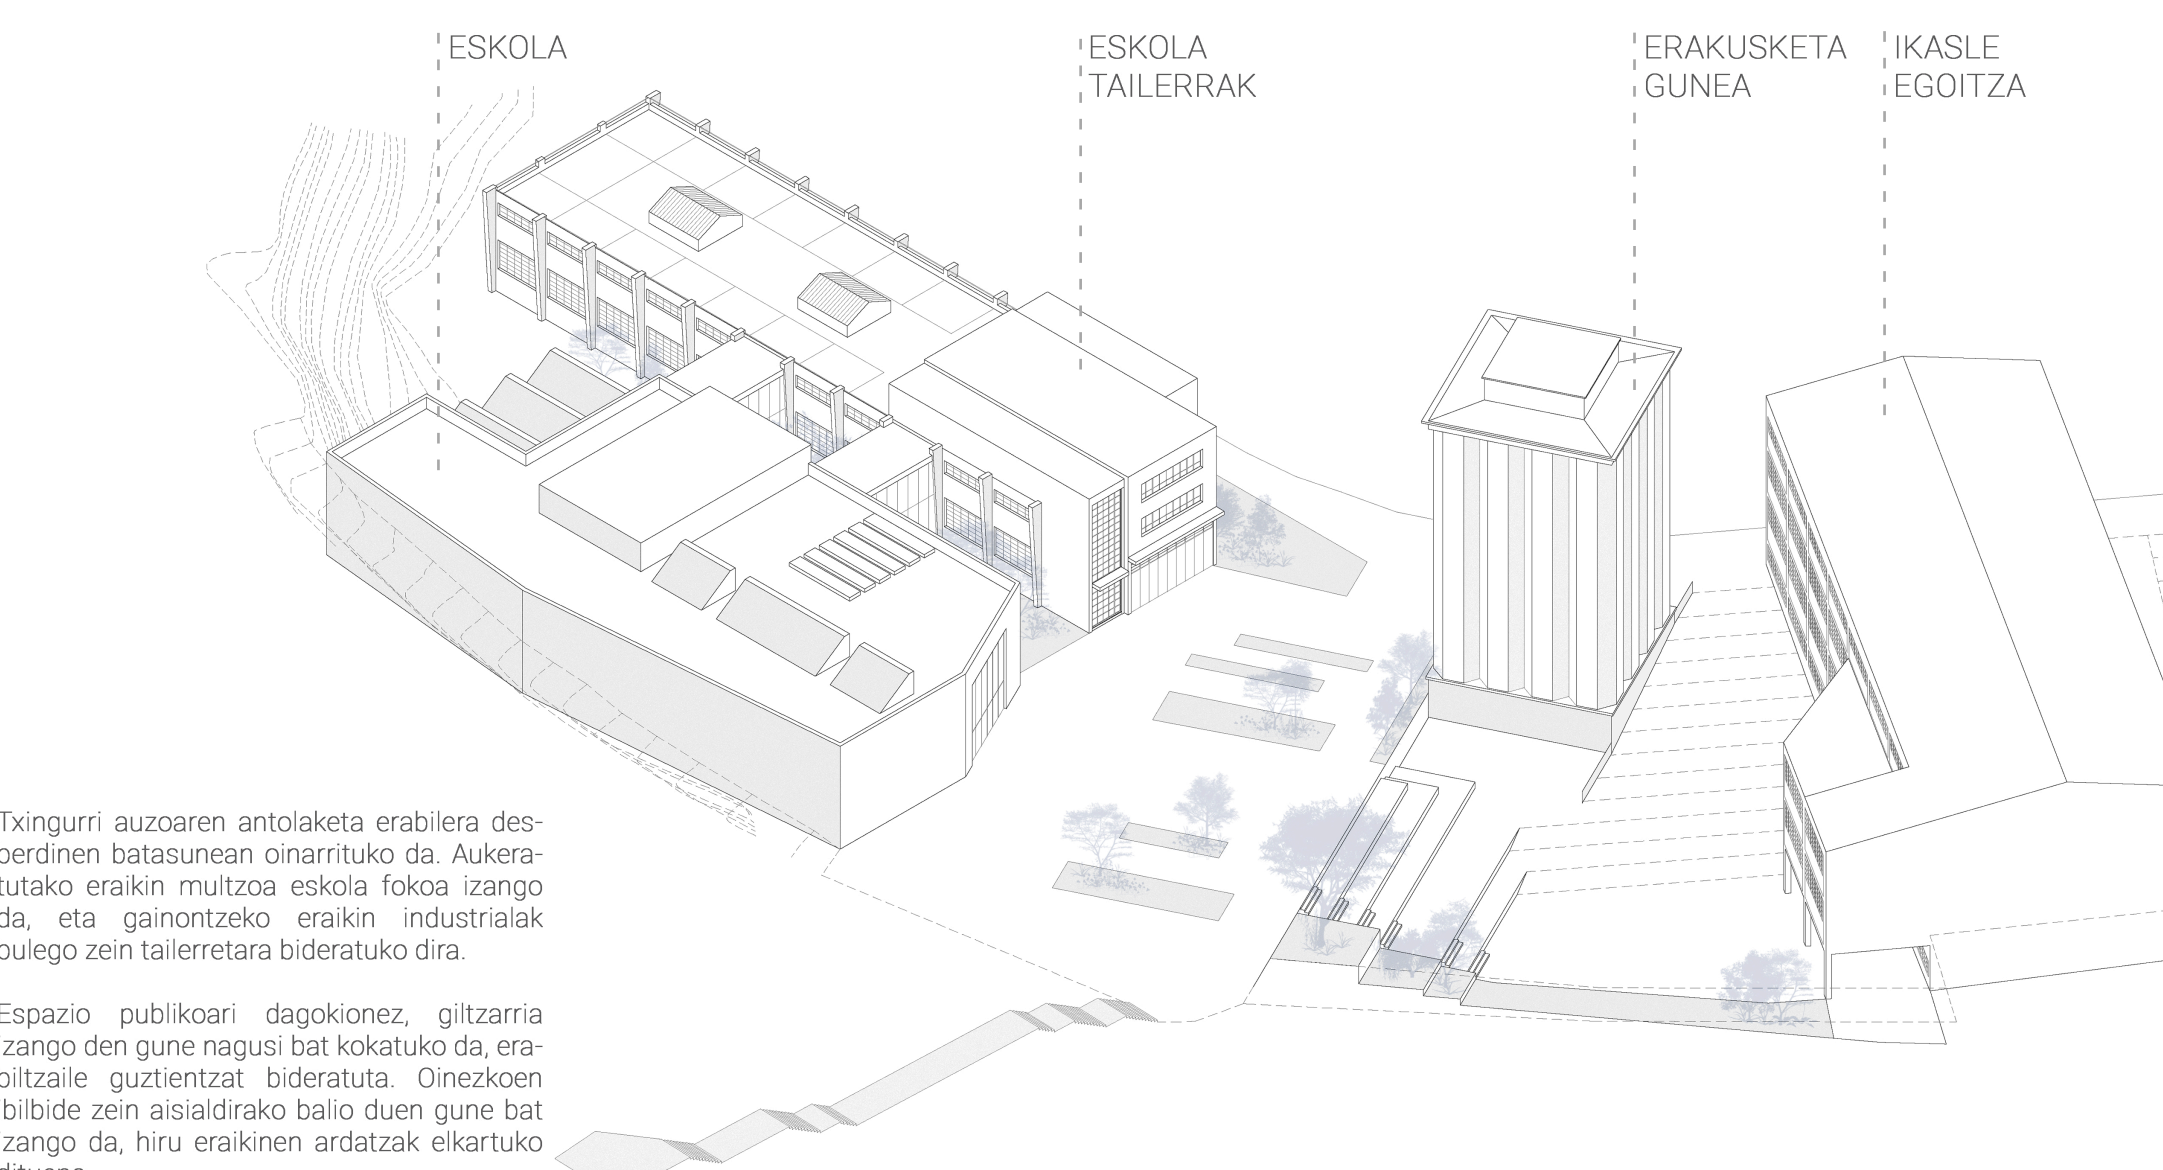 ESKOLA
ESKOLA
TAILERRAK
ERAKUSKETA
GUNEA
IKASLE
EGOITZA
Txingurri auzoaren antolaketa erabilera des-
berdinen batasunean oinarrituko da. Aukera-
tutako eraikin multzoa eskola fokoa izango
da, eta gainontzeko eraikin industrialak
bulego zein tailerretara bideratuko dira.
Espazio publikoari dagokionez, giltzarria
izango den gune nagusi bat kokatuko da, era-
biltzaile guztientzat bideratuta. Oinezkoen
ibilbide zein aisialdirako balio duen gune bat
izango da, hiru eraikinen ardatzak elkartuko